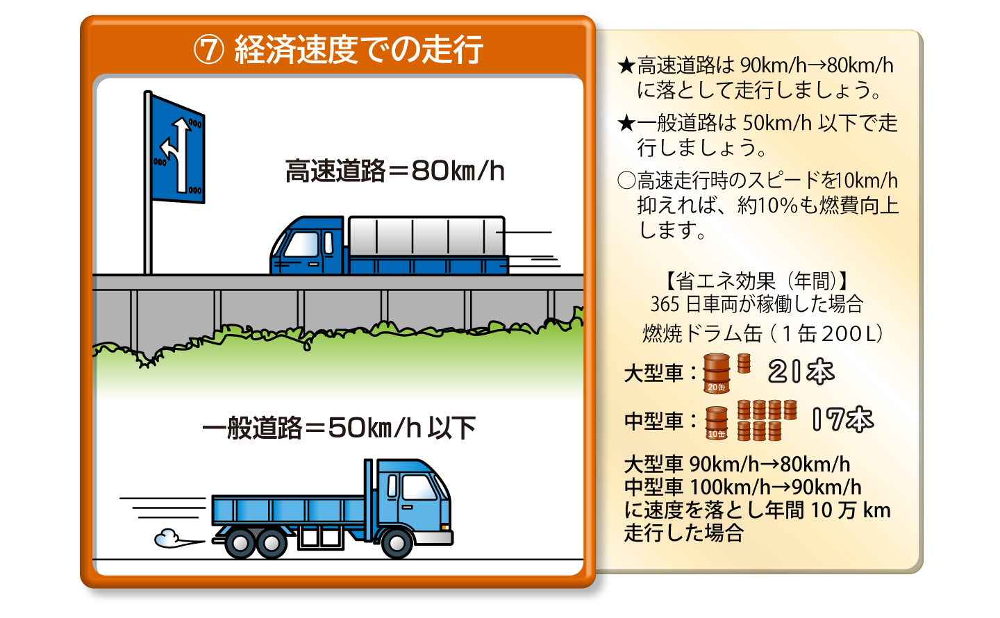 ⑦ 経済速度での走行
高速道路＝80㎞/h
一般道路＝50㎞/h 以下
★高速道路は 90km/h→80km/h
に落として走行しましょう。
★一般道路は 50km/h 以下で走
行しましょう。
○高速走行時のスピードを10km/h
抑えれば、約10％も燃費向上
します。
【省エネ効果（年間）】
365 日車両が稼働した場合
燃焼ドラム缶（１缶２００Ｌ）
大型車：
20缶
21本
中型車：
10缶
17本
大型車 90km/h→80km/h
中型車 100km/h→90km/h
に速度を落とし年間 10 万 km
走行した場合